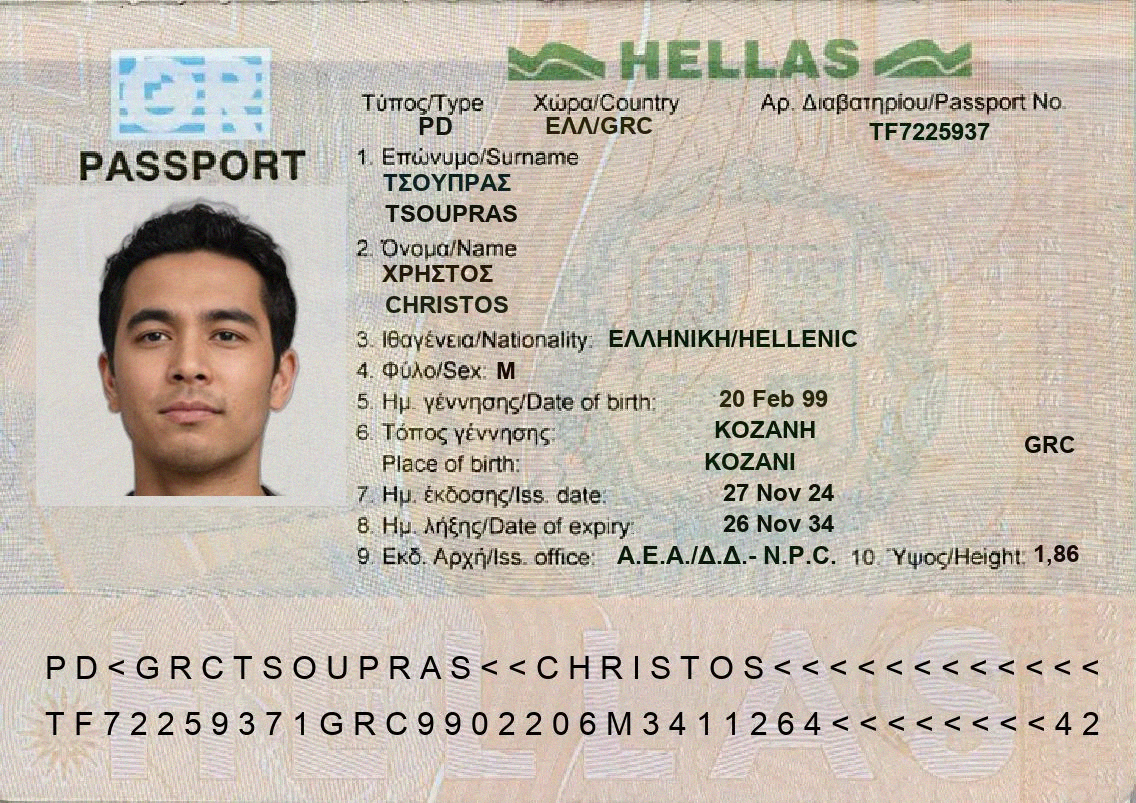 GR
PASSPORT
HELLAS
Τύπος/Type Χώρα/Country Αρ. Διαβατηρίου/Passport No.
PD ΕΛΛ/GRC TF7225937
1. Επώνυμο/Surname
ΤΣΟΥΠΡΑΣ
TSOUPRAS
2. Όνομα/Name
ΧΡΗΣΤΟΣ
CHRISTOS
3. Ιθαγένεια/Nationality: ΕΛΛΗΝΙΚΗ/HELLENIC
4. Φύλο/Sex: M
5. Ημ. γέννησης/Date of birth: 20 Feb 99
6. Τόπος γέννησης: ΚΟΖΑΝΗ
GRC
Place of birth: KOZANI
7. Ημ. έκδοσης/Iss. date: 27 Nov 24
8. Ημ. λήξης/Date of expiry: 26 Nov 34
9 Εκδ. Αρχή/Iss. office: Α.Ε.Α./Δ.Δ.- N.P.C. 10. Ύψος/Height: 1,86
HELLAS
PD<GRCTSOUPRAS<<CHRISTOS<<<<<<<<<<<<
TF72259371GRC9902206M3411264<<<<<<<<42